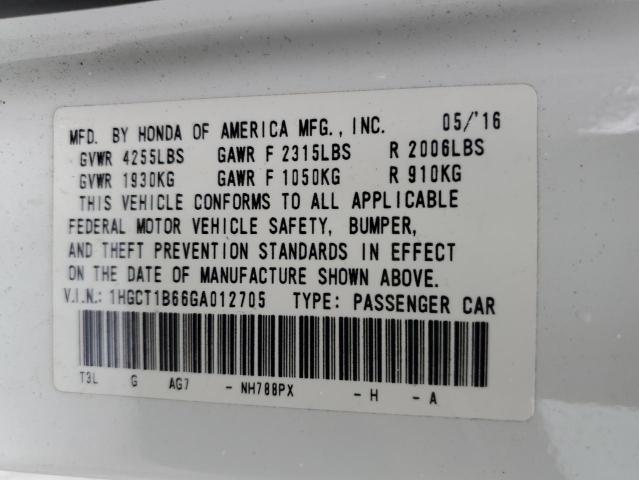 MFD. BY HONDA OF AMERICA MFG., INC. 05/'16
GVWR 4255LBS GAWR F 2315LBS R 2006LBS
GVWR 1930KG GAWR F 1050KG R 910KG
THIS VEHICLE CONFORMS TO ALL APPLICABLE
FEDERAL MOTOR VEHICLE SAFETY, BUMPER,
AND THEFT PREVENTION STANDARDS IN EFFECT
ON THE DATE OF MANUFACTURE SHOWN ABOVE.
V.I.N.: 1HGCT1B66GA012705 TYPE: PASSENGER CAR
T3L G AG7 - NH788PX - H - A